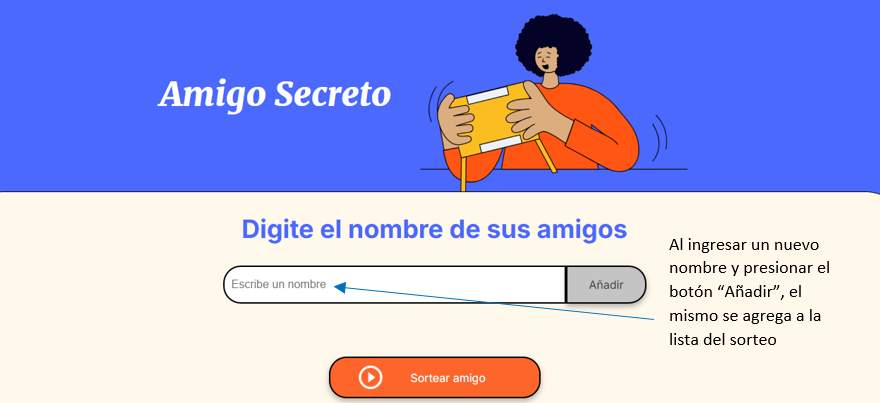 Amigo Secreto
Digite el nombre de sus amigos
Escribe un nombre
Añadir
Al ingresar un nuevo
nombre y presionar el
botón “Añadir”, el
mismo se agrega a la
lista del sorteo
Sortear amigo